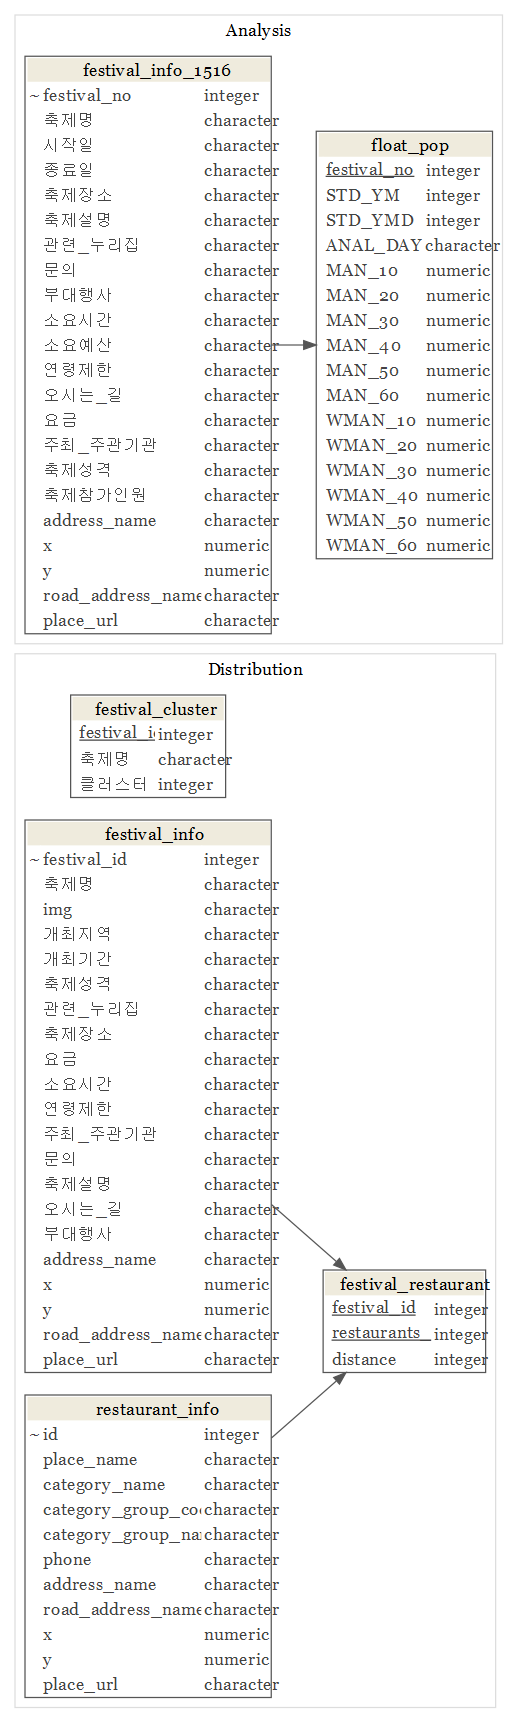 Analysis
festival_info_1516
~ festival_no integer
축제명 character
시작일 character
종료일 character
축제장소 character
축제설명 character
관련_누리집 character
문의 character
부대행사 character
소요시간 character
소요예산 character
연령제한 character
오시는_길 character
요금 character
주최_주관기관 character
축제성격 character
축제참가인원 character
address_name character
x numeric
y numeric
road_address_name character
place_url character
float_pop
festival_no integer
STD_YM integer
STD_YMD integer
ANAL_DAY character
MAN_10 numeric
MAN_20 numeric
MAN_30 numeric
MAN_40 numeric
MAN_50 numeric
MAN_60 numeric
WMAN_10 numeric
WMAN_20 numeric
WMAN_30 numeric
WMAN_40 numeric
WMAN_50 numeric
WMAN_60 numeric
Distribution
festival_cluster
festival_i integer
축제명 character
클러스터 integer
festival_info
~ festival_id integer
축제명 character
img character
개최지역 character
개최기간 character
축제성격 character
관련_누리집 character
축제장소 character
요금 character
소요시간 character
연령제한 character
주최_주관기관 character
문의 character
축제설명 character
오시는_길 character
부대행사 character
address_name character
x numeric
y numeric
road_address_name character
place_url character
festival_restaurant
festival_id integer
restaurants_ integer
distance integer
restaurant_info
~ id integer
place_name character
category_name character
category_group_co character
category_group_na character
phone character
address_name character
road_address_name character
x numeric
y numeric
place_url character